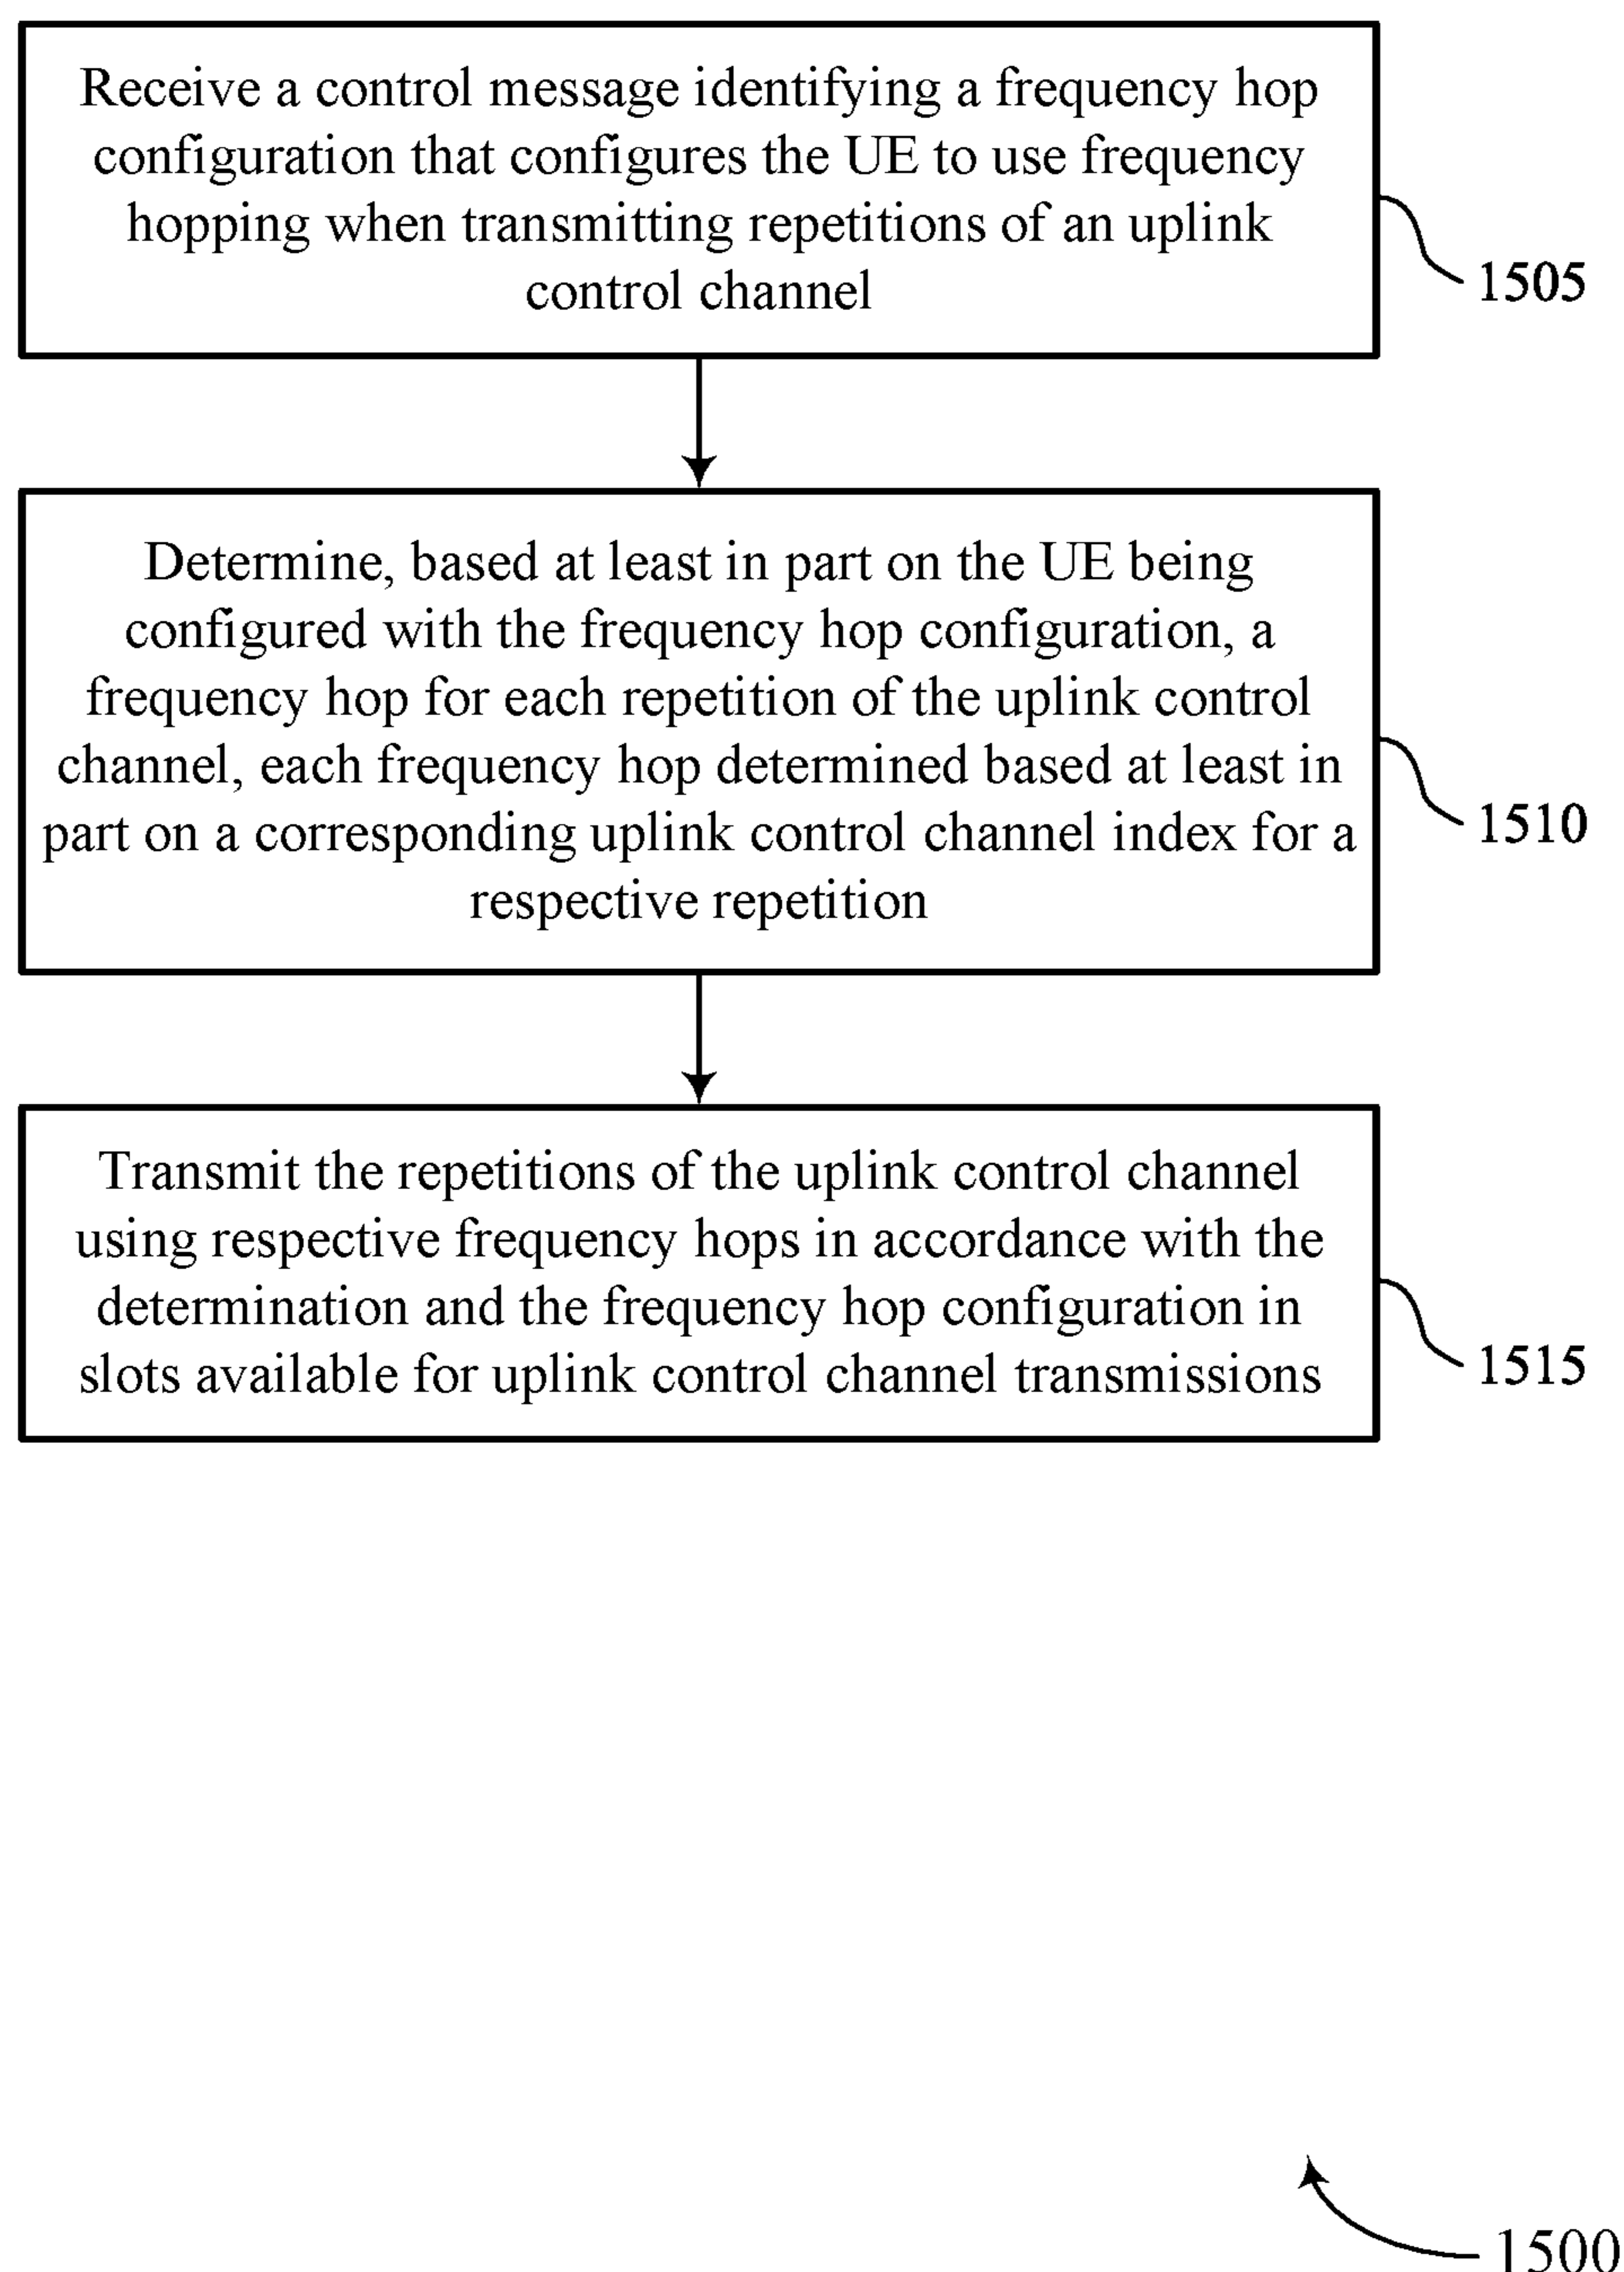 Receive a control message identifying a frequency hop
configuration that configures the UE to use frequency
hopping when transmitting repetitions of an uplink
control channel
1505
Determine, based at least in part on the UE being
configured with the frequency hop configuration, a
frequency hop for each repetition of the uplink control
channel, each frequency hop determined based at least in
part on a corresponding uplink control channel index for a
respective repetition
1510
Transmit the repetitions of the uplink control channel
using respective frequency hops in accordance with the
determination and the frequency hop configuration in
slots available for uplink control channel transmissions
1515
1500